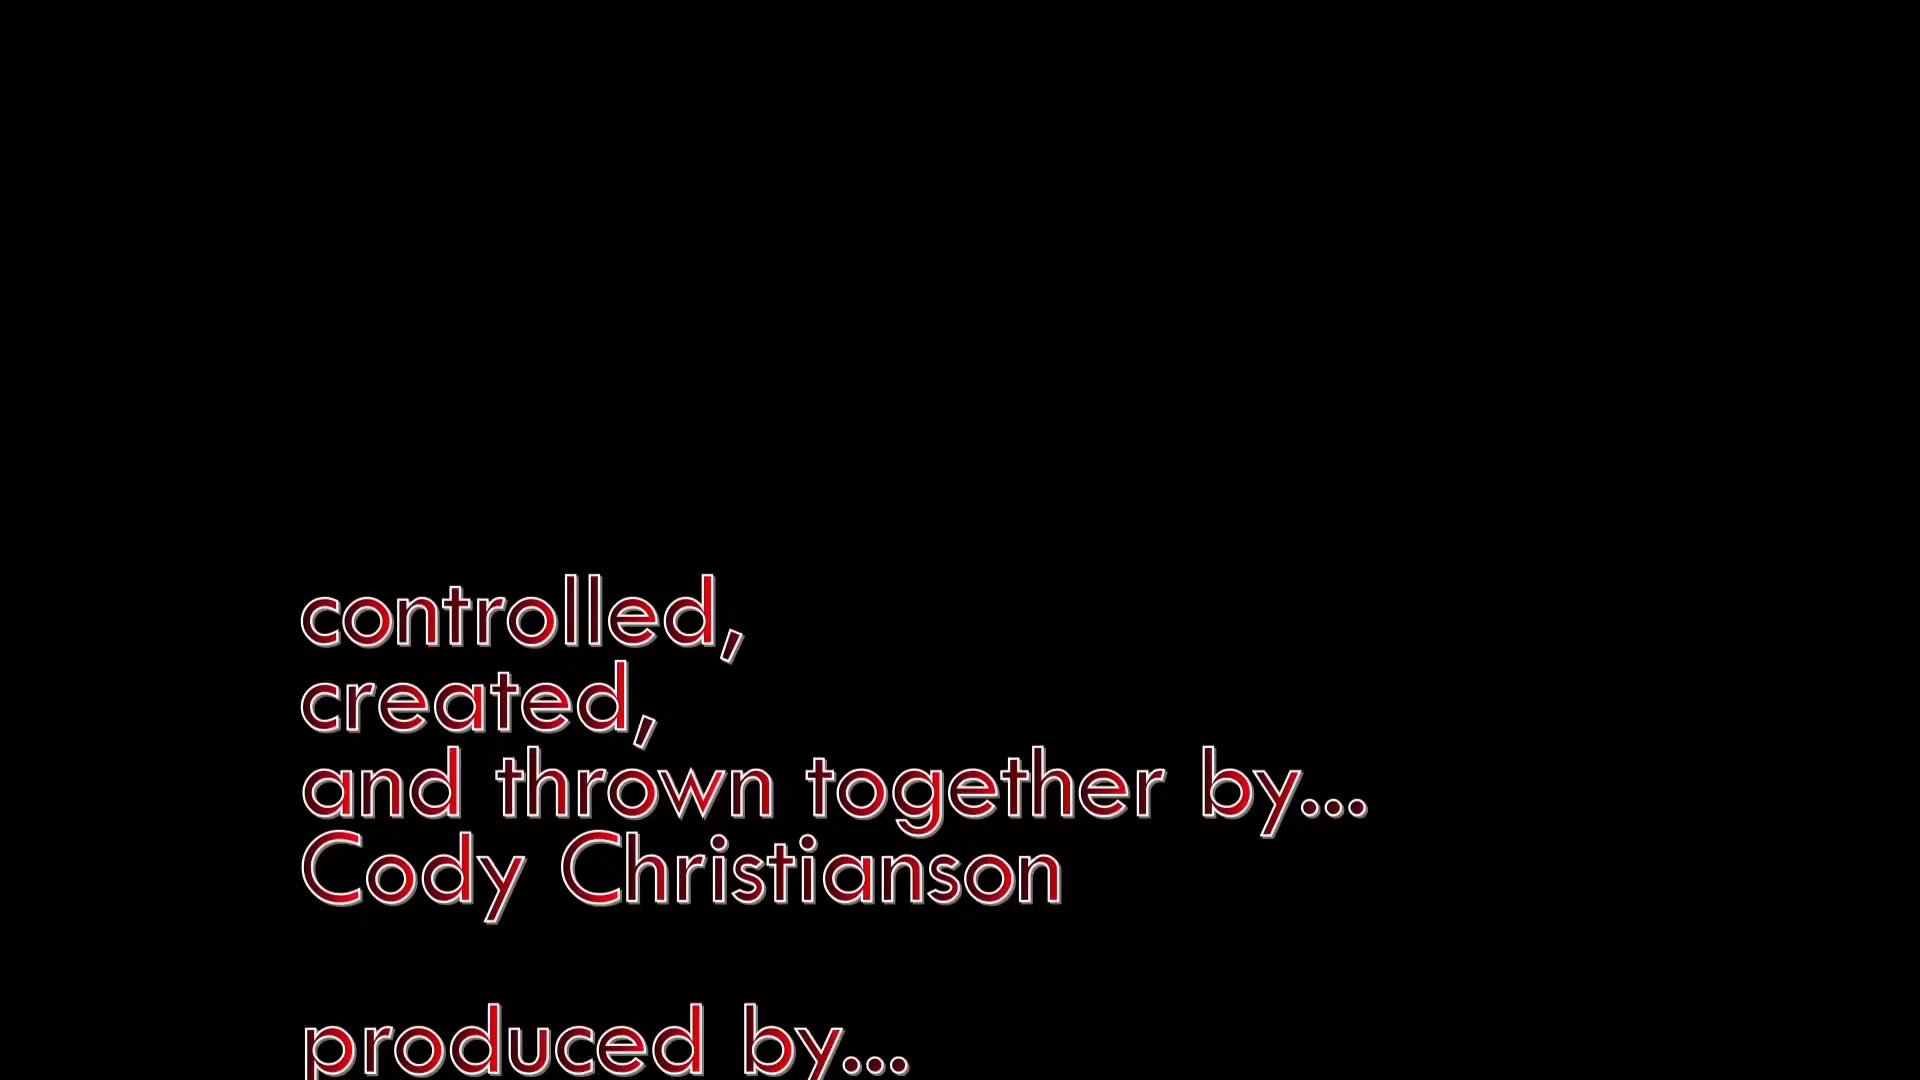 controlled,
created,
and thrown together by...
Cody Christianson
produced by...